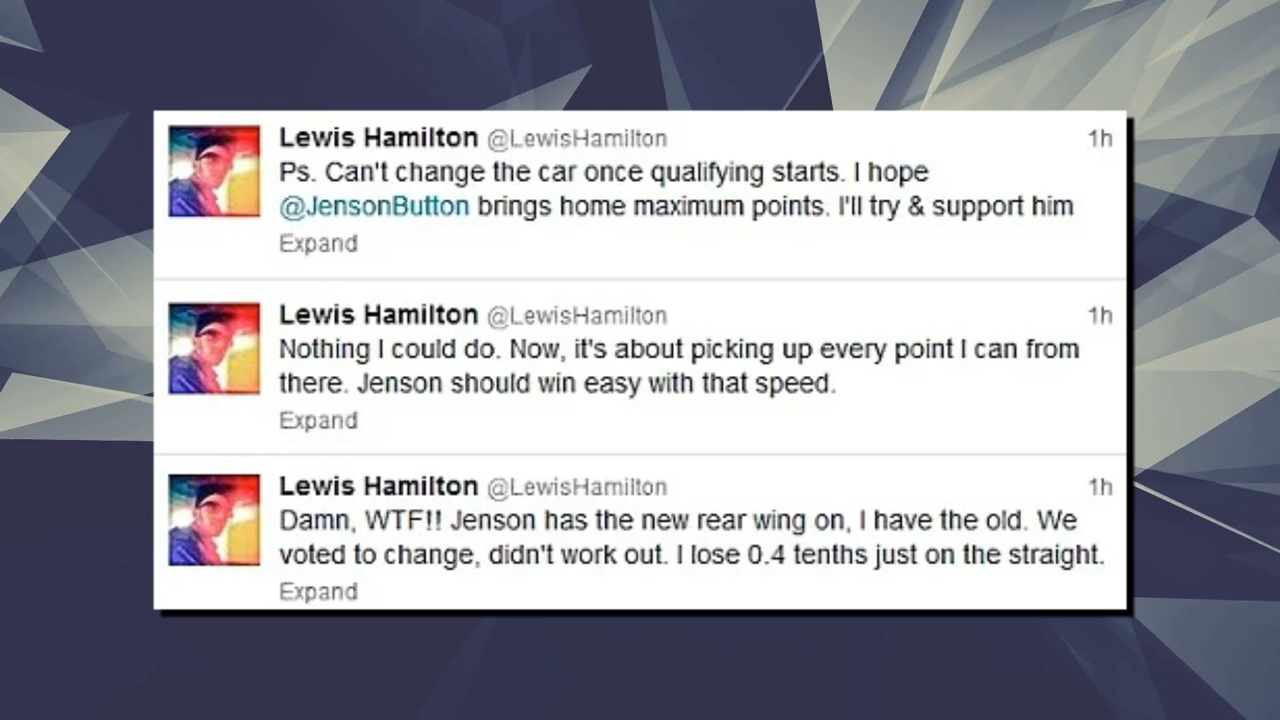 Lewis Hamilton @LewisHamilton 1h
Ps. Can't change the car once qualifying starts. I hope
@JensonButton brings home maximum points. I'll try & support him
Expand
Lewis Hamilton @LewisHamilton 1h
Nothing I could do. Now, it's about picking up every point I can from
there. Jenson should win easy with that speed.
Expand
Lewis Hamilton @LewisHamilton 1h
Damn, WTF!! Jenson has the new rear wing on, I have the old. We
voted to change, didn't work out. I lose 0.4 tenths just on the straight.
Expand